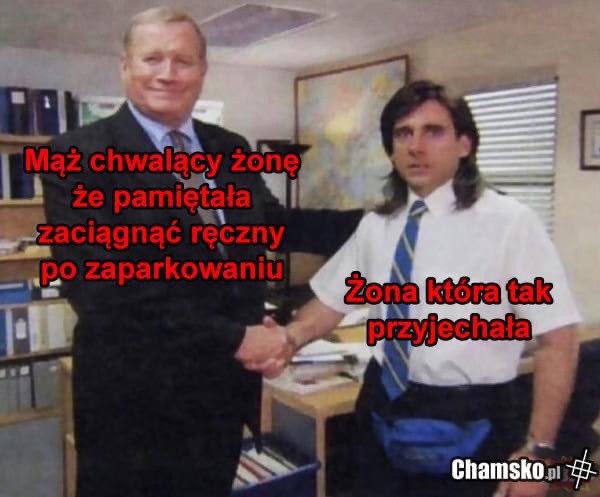 Mąż chwalący żonę
że pamiętała
zaciągnąć ręczny
po zaparkowaniu
Żona która tak
przyjechała
Chamsko.pl